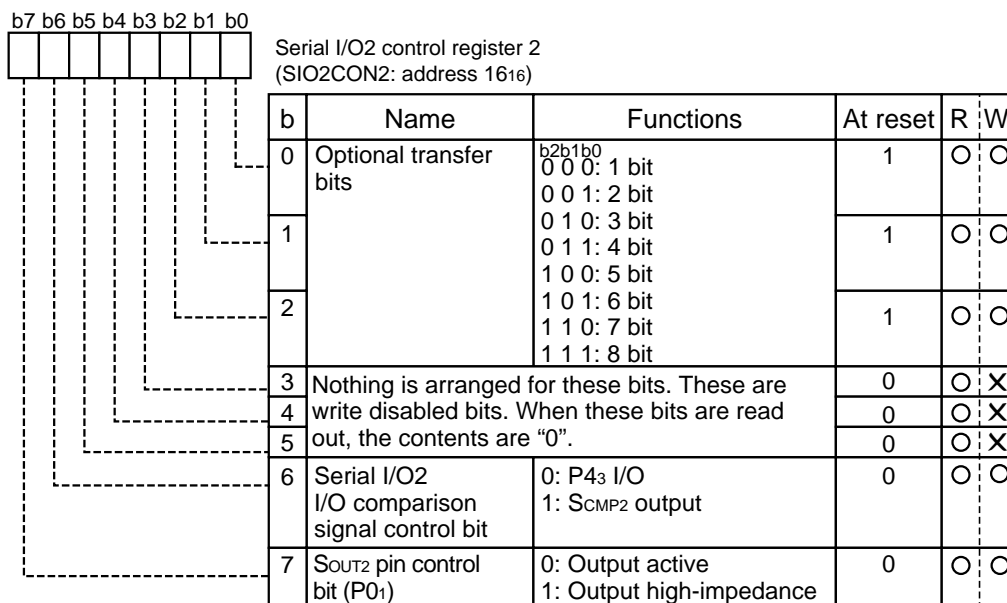 b7 b6 b5 b4 b3 b2 b1 b0
Serial I/O2 control register 2
(SIO2CON2: address 1616)
b Name Functions At reset R W
0 Optional transfer bits
b2b1b0
0 0 0: 1 bit
0 0 1: 2 bit
0 1 0: 3 bit
0 1 1: 4 bit
1 0 0: 5 bit
1 0 1: 6 bit
1 1 0: 7 bit
1 1 1: 8 bit
1 O O
1 1 O O
2 1 O O
3 Nothing is arranged for these bits. These are 0 O X
4 write disabled bits. When these bits are read 0 O X
5 out, the contents are “0”. 0 O X
6 Serial I/O2 0: P43 I/O 0 O O
I/O comparison 1: SCMP2 output
signal control bit
7 SOUT2 pin control 0: Output active 0 O O
bit (P01) 1: Output high-impedance